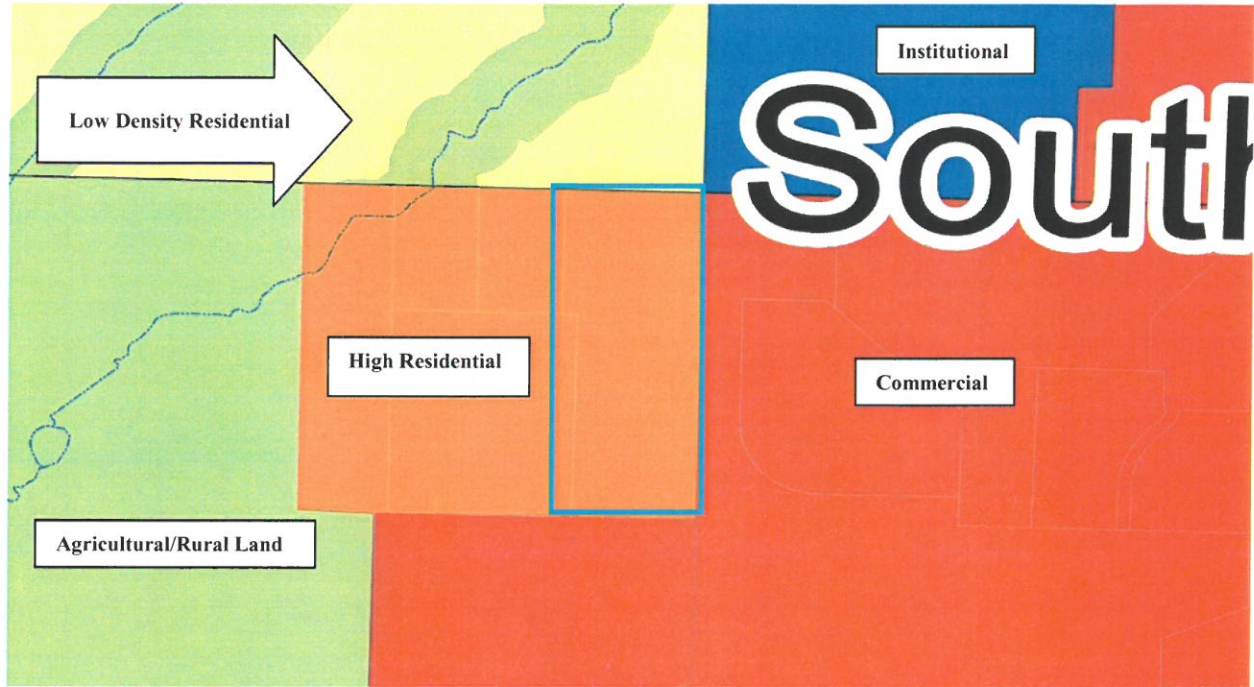 Institutional
South
Low Density Residential
High Residential
Commercial
Agricultural/Rural Land